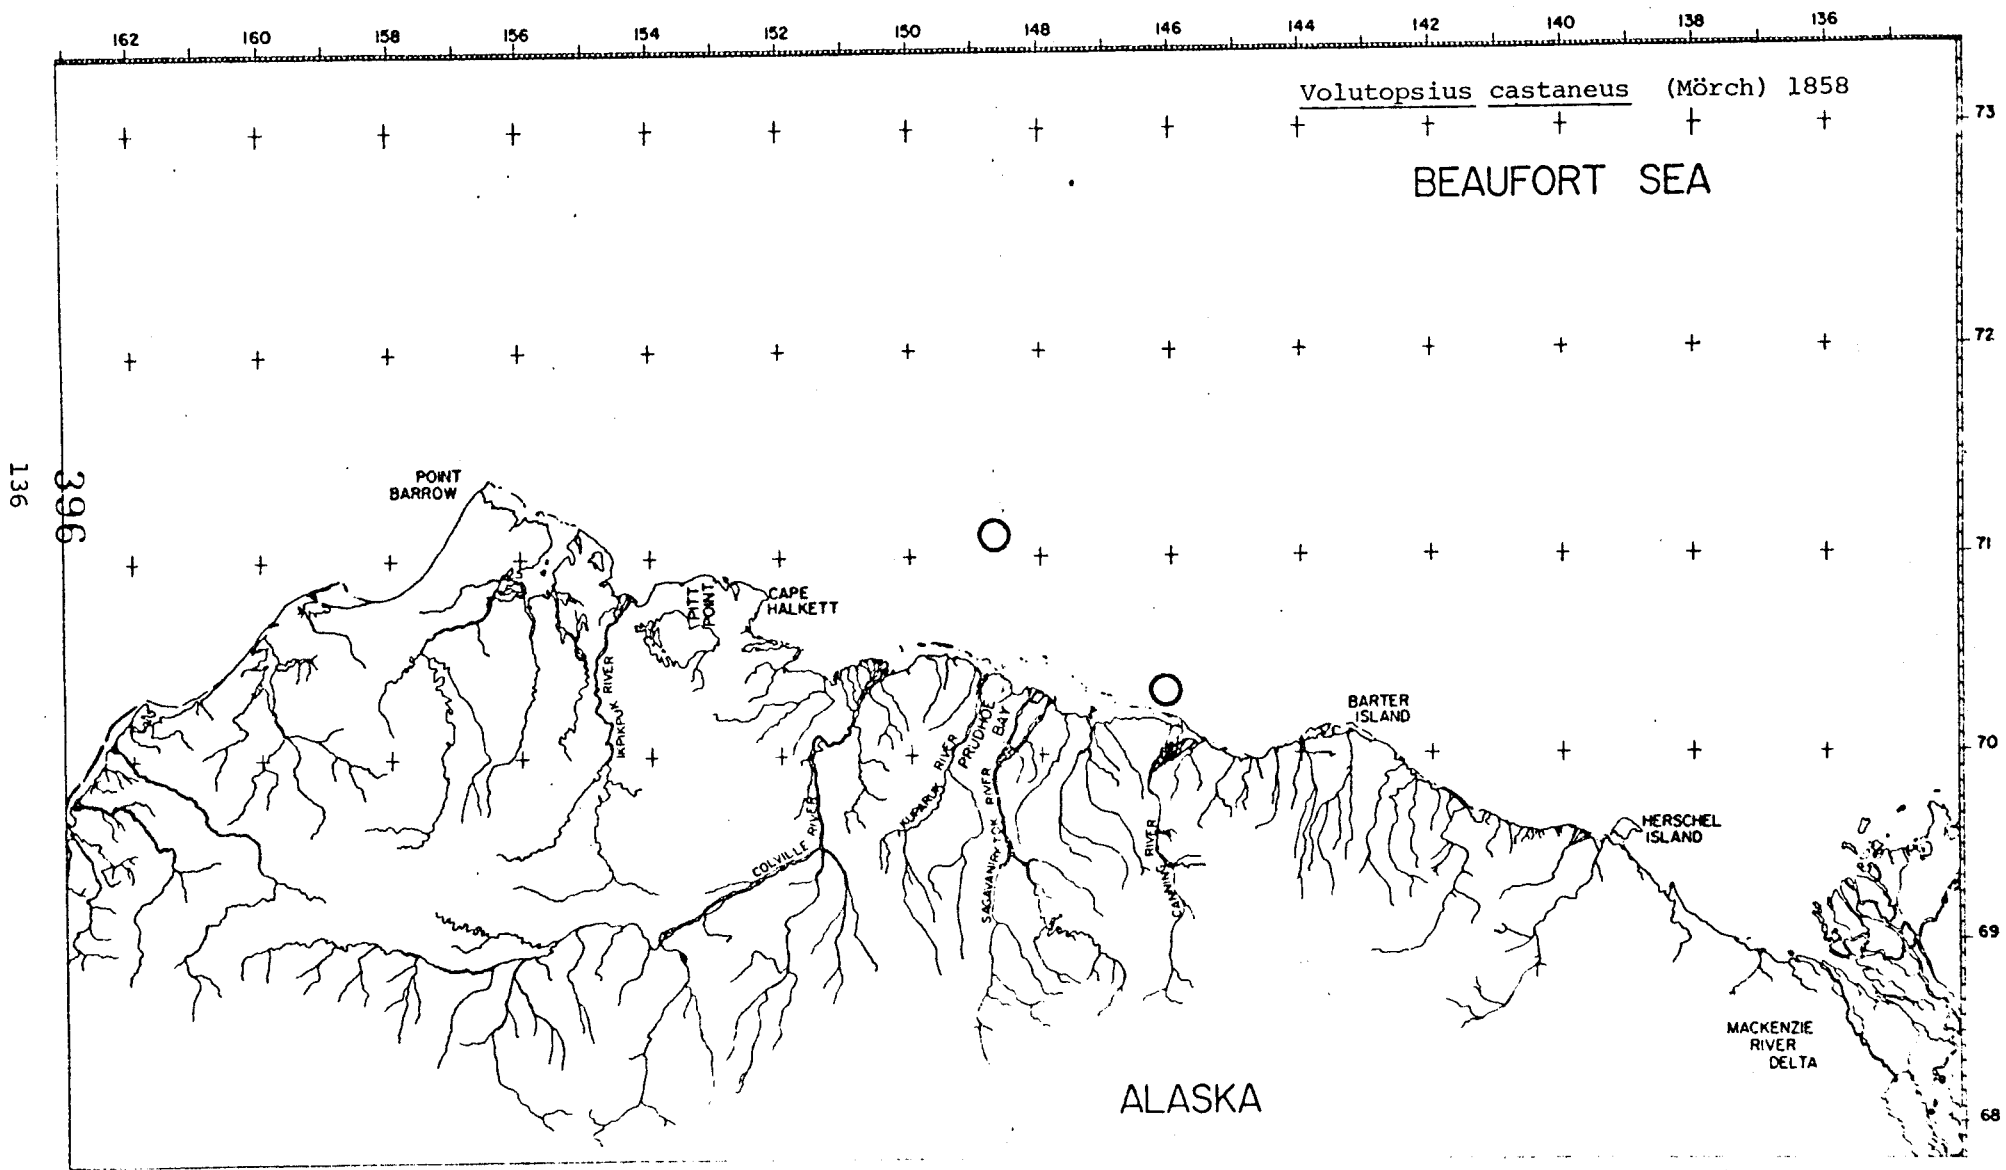 162 160 158 156 154 152 150 148 146 144 142 140 138 136
Volutopsius castaneus (Mörch) 1858
73
BEAUFORT SEA
72
POINT
BARROW
136
396
71
PITT
POINT
CAPE
HALKETT
IKPIKPUK RIVER
BARTER
ISLAND
PRUDHOE
BAY
70
KUPARUK RIVER
COLVILLE RIVER
SAGAVANIRKTOK RIVER
CANNING RIVER
HERSCHEL
ISLAND
69
MACKENZIE
RIVER
DELTA
ALASKA
68